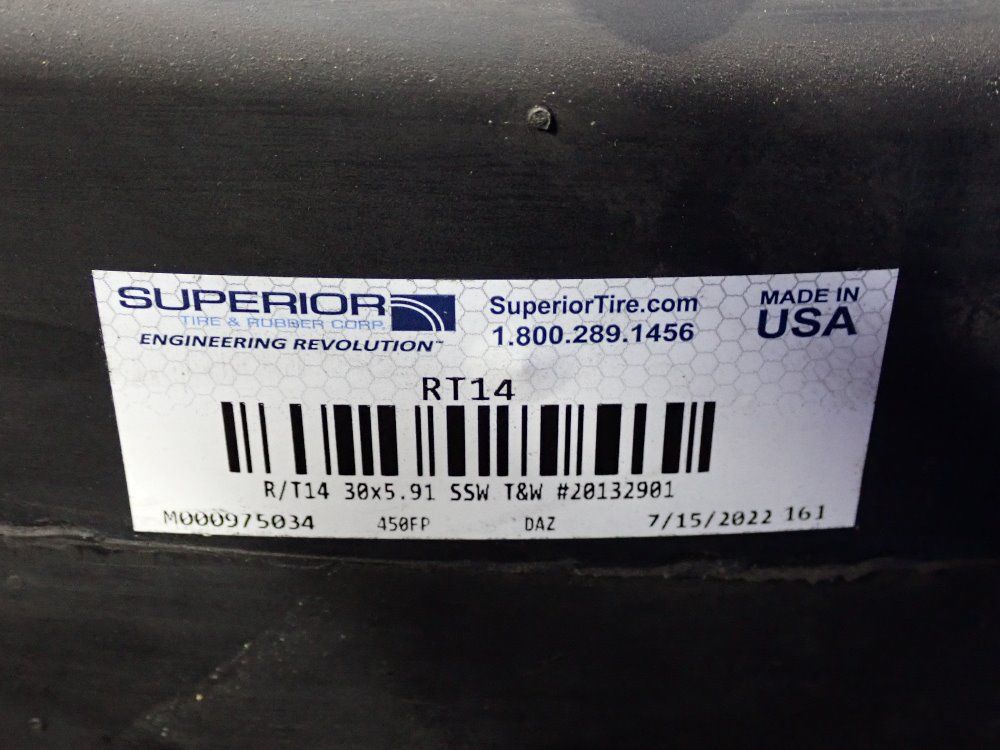 SUPERIOR
TIRE & RUBBER CORP.
ENGINEERING REVOLUTION™
SuperiorTire.com
1.800.289.1456
MADE IN
USA
RT14
R/T14 30x5.91 SSW T&W #20132901
M000975034 450FP DAZ 7/15/2022 161